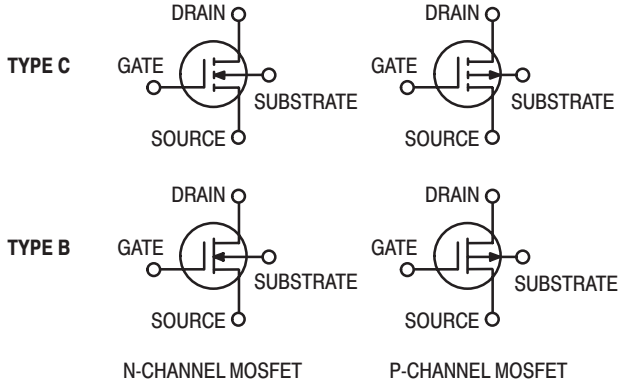 DRAIN DRAIN
TYPE C GATE GATE
SUBSTRATE SUBSTRATE
SOURCE SOURCE
DRAIN DRAIN
TYPE B GATE GATE
SUBSTRATE SUBSTRATE
SOURCE SOURCE
N-CHANNEL MOSFET P-CHANNEL MOSFET